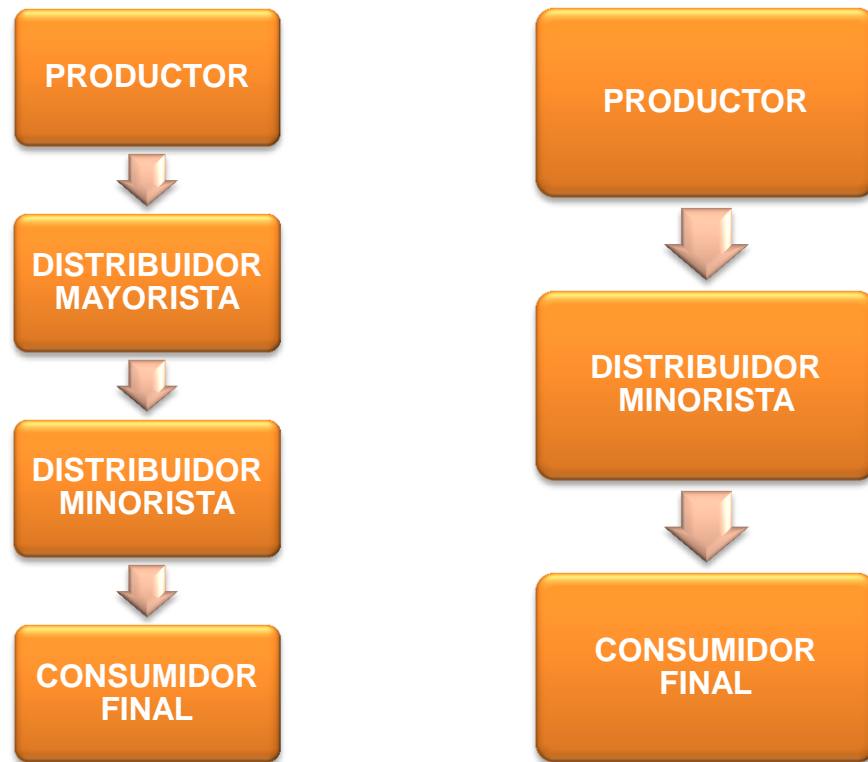 PRODUCTOR
DISTRIBUIDOR
MAYORISTA
DISTRIBUIDOR
MINORISTA
CONSUMIDOR
FINAL
PRODUCTOR
DISTRIBUIDOR
MINORISTA
CONSUMIDOR
FINAL